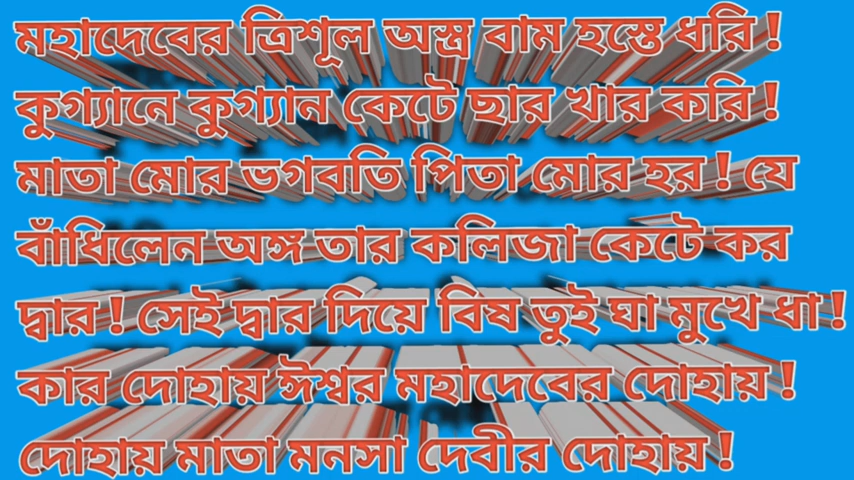 মহাদেবের ত্রিশূল অস্ত্র বাম হস্তে ধরি !
কুগ্যানে কুগ্যান কেটে ছার খার করি !
মাতা মোর ভগবতি পিতা মোর হর ! যে
বাঁধিলেন অঙ্গ তার কলিজা কেটে কর
দ্বার ! সেই দ্বার দিয়ে বিষ তুই ঘা মুখে ধা !
কার দোহায় ঈশ্বর মহাদেবের দোহায় !
দোহায় মাতা মনসা দেবীর দোহায় !